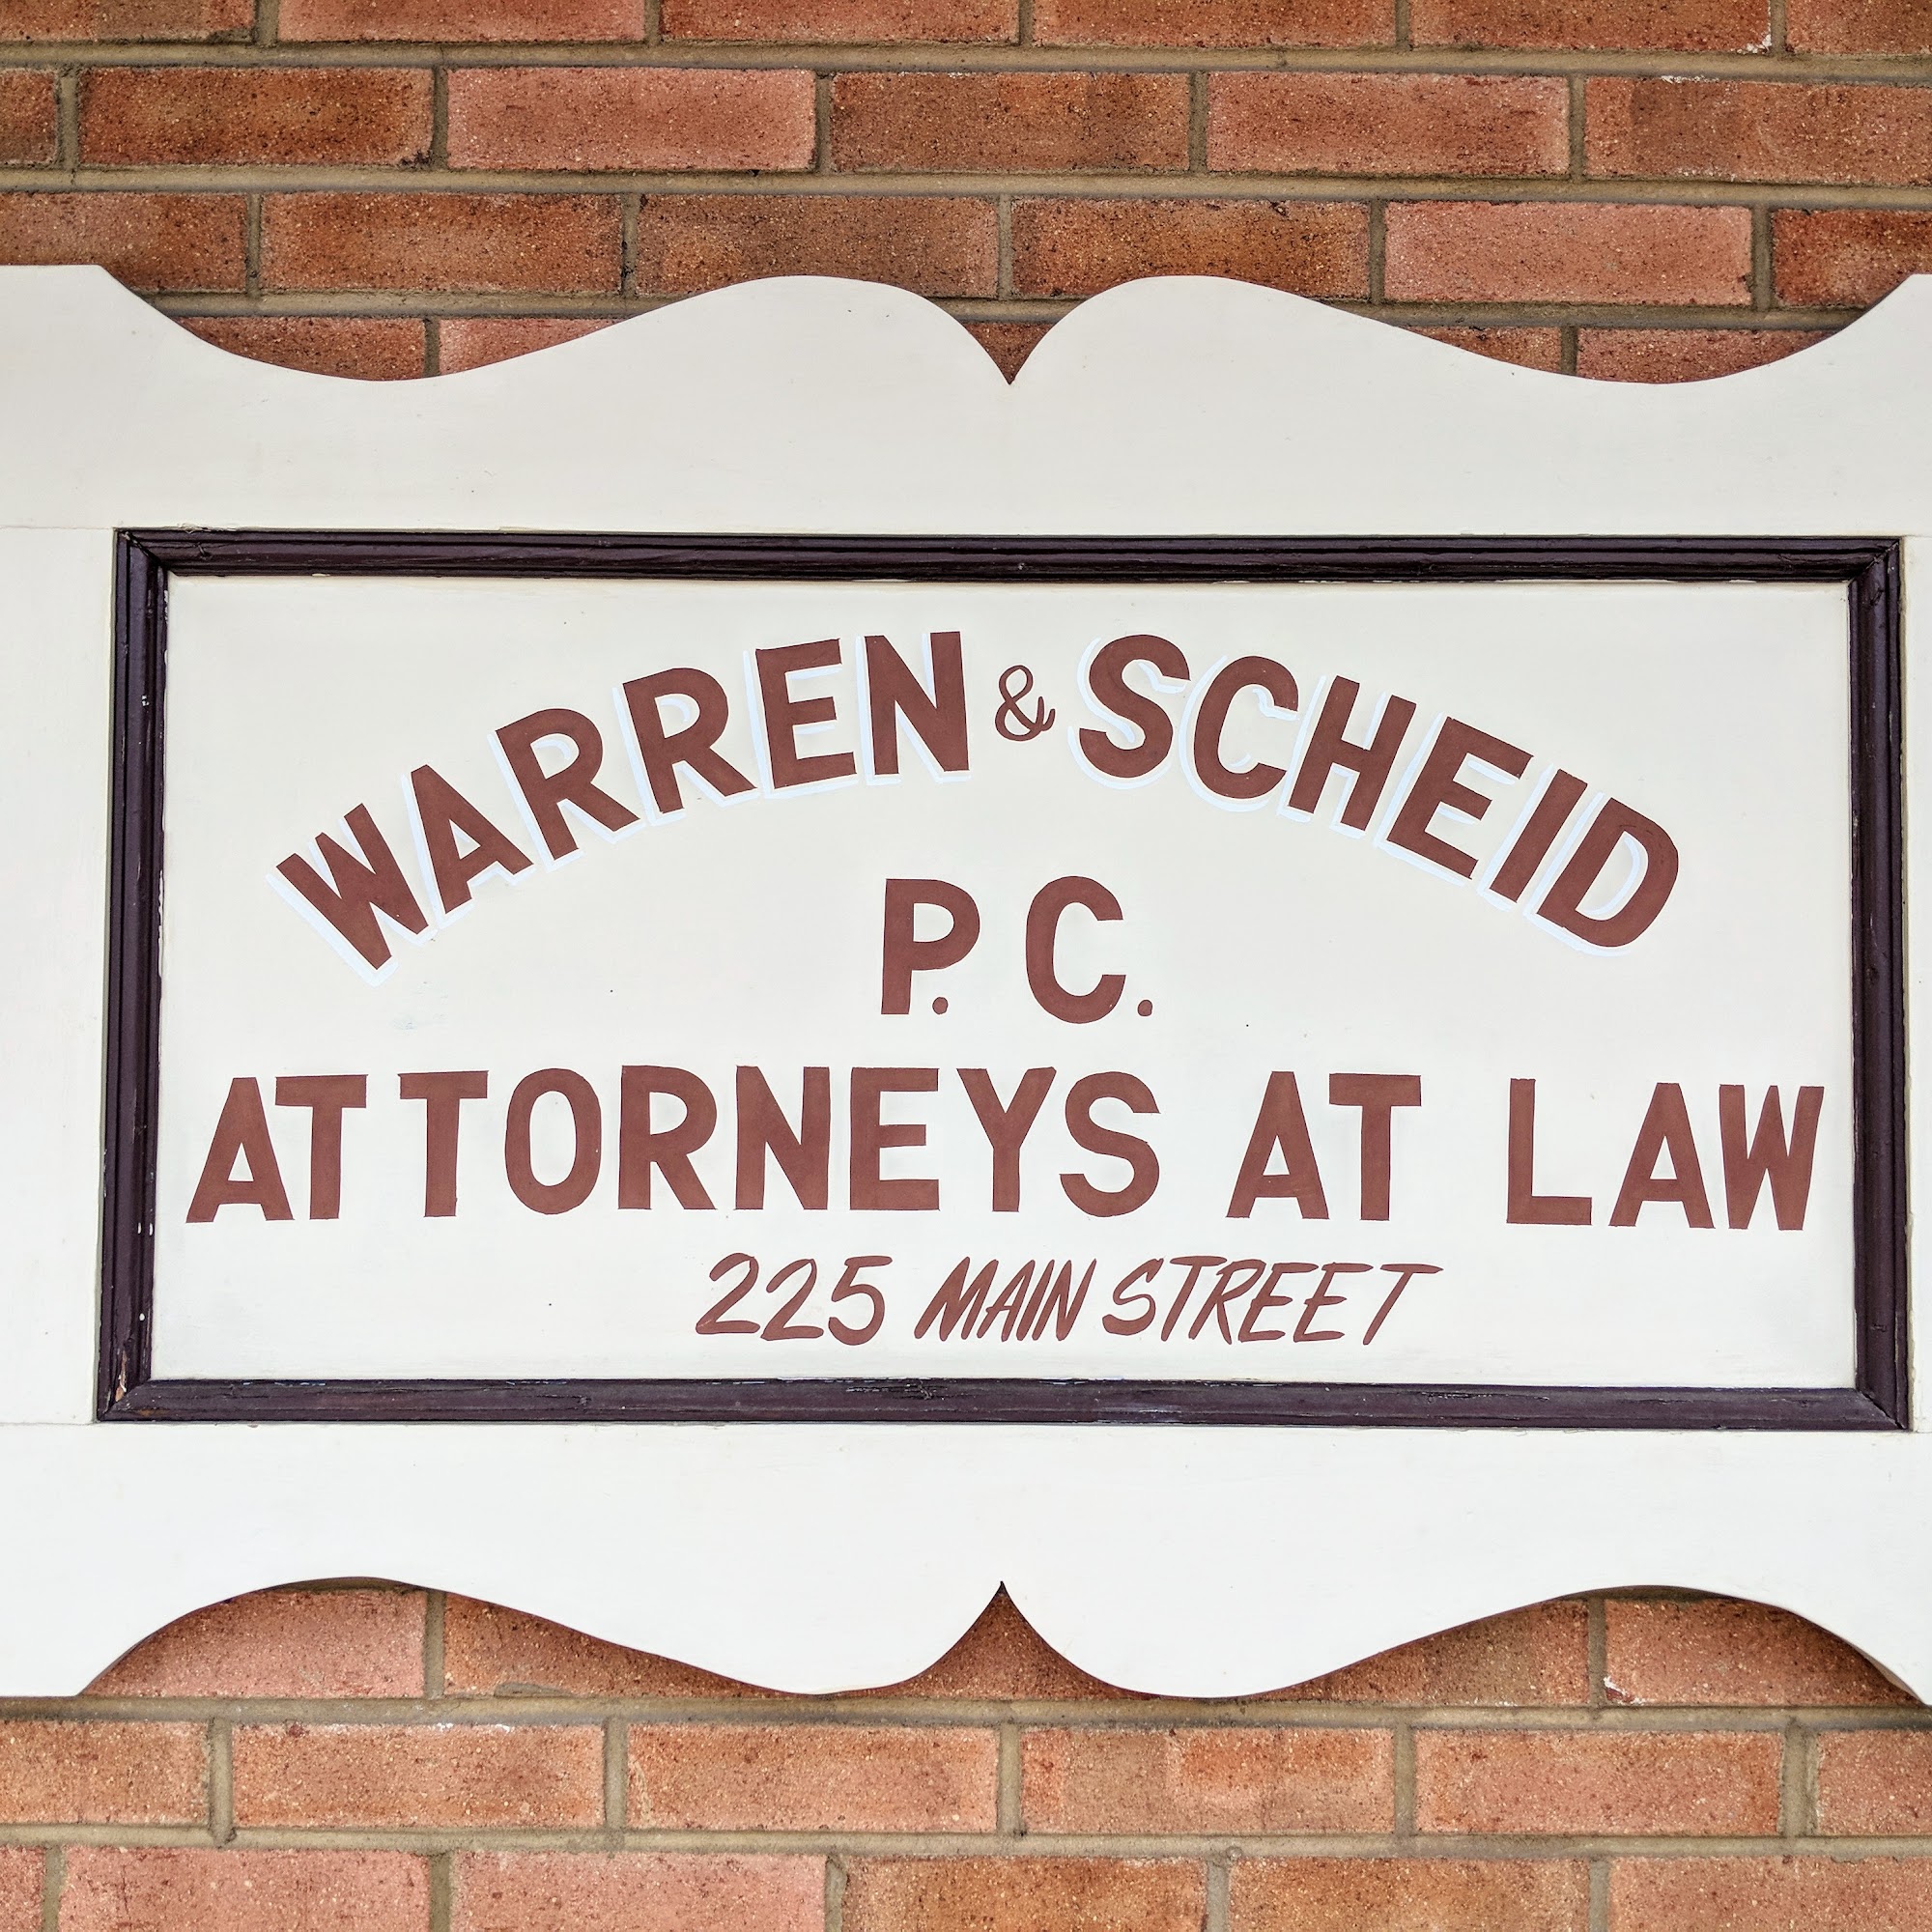 WARREN & SCHEID
P.C.
ATTORNEYS AT LAW
225 MAIN STREET